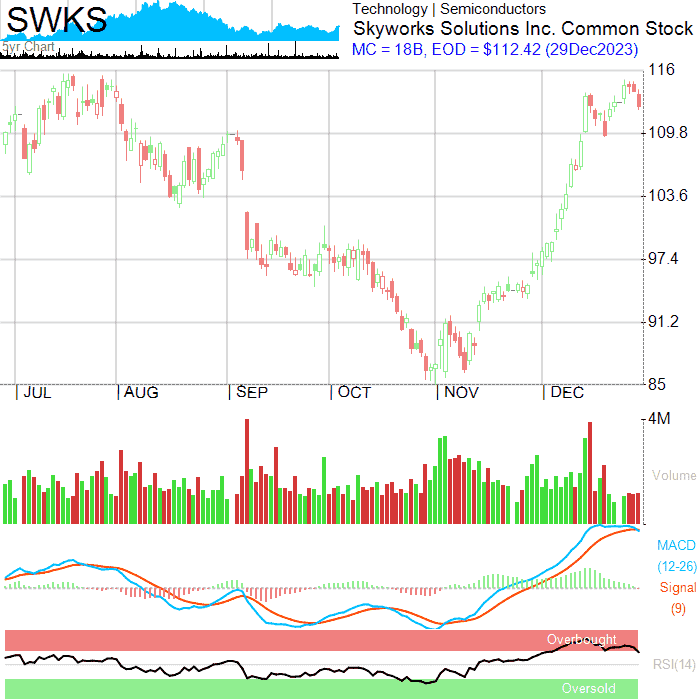 SWKS
5yr Chart
Technology | Semiconductors
Skyworks Solutions Inc. Common Stock
MC = 18B, EOD = $112.42 (29Dec2023)
116
109.8
103.6
97.4
91.2
85
| JUL | AUG | SEP | OCT | NOV | DEC
4M
Volume
MACD
(12-26)
Signal
(9)
Overbought
RSI(14)
Oversold